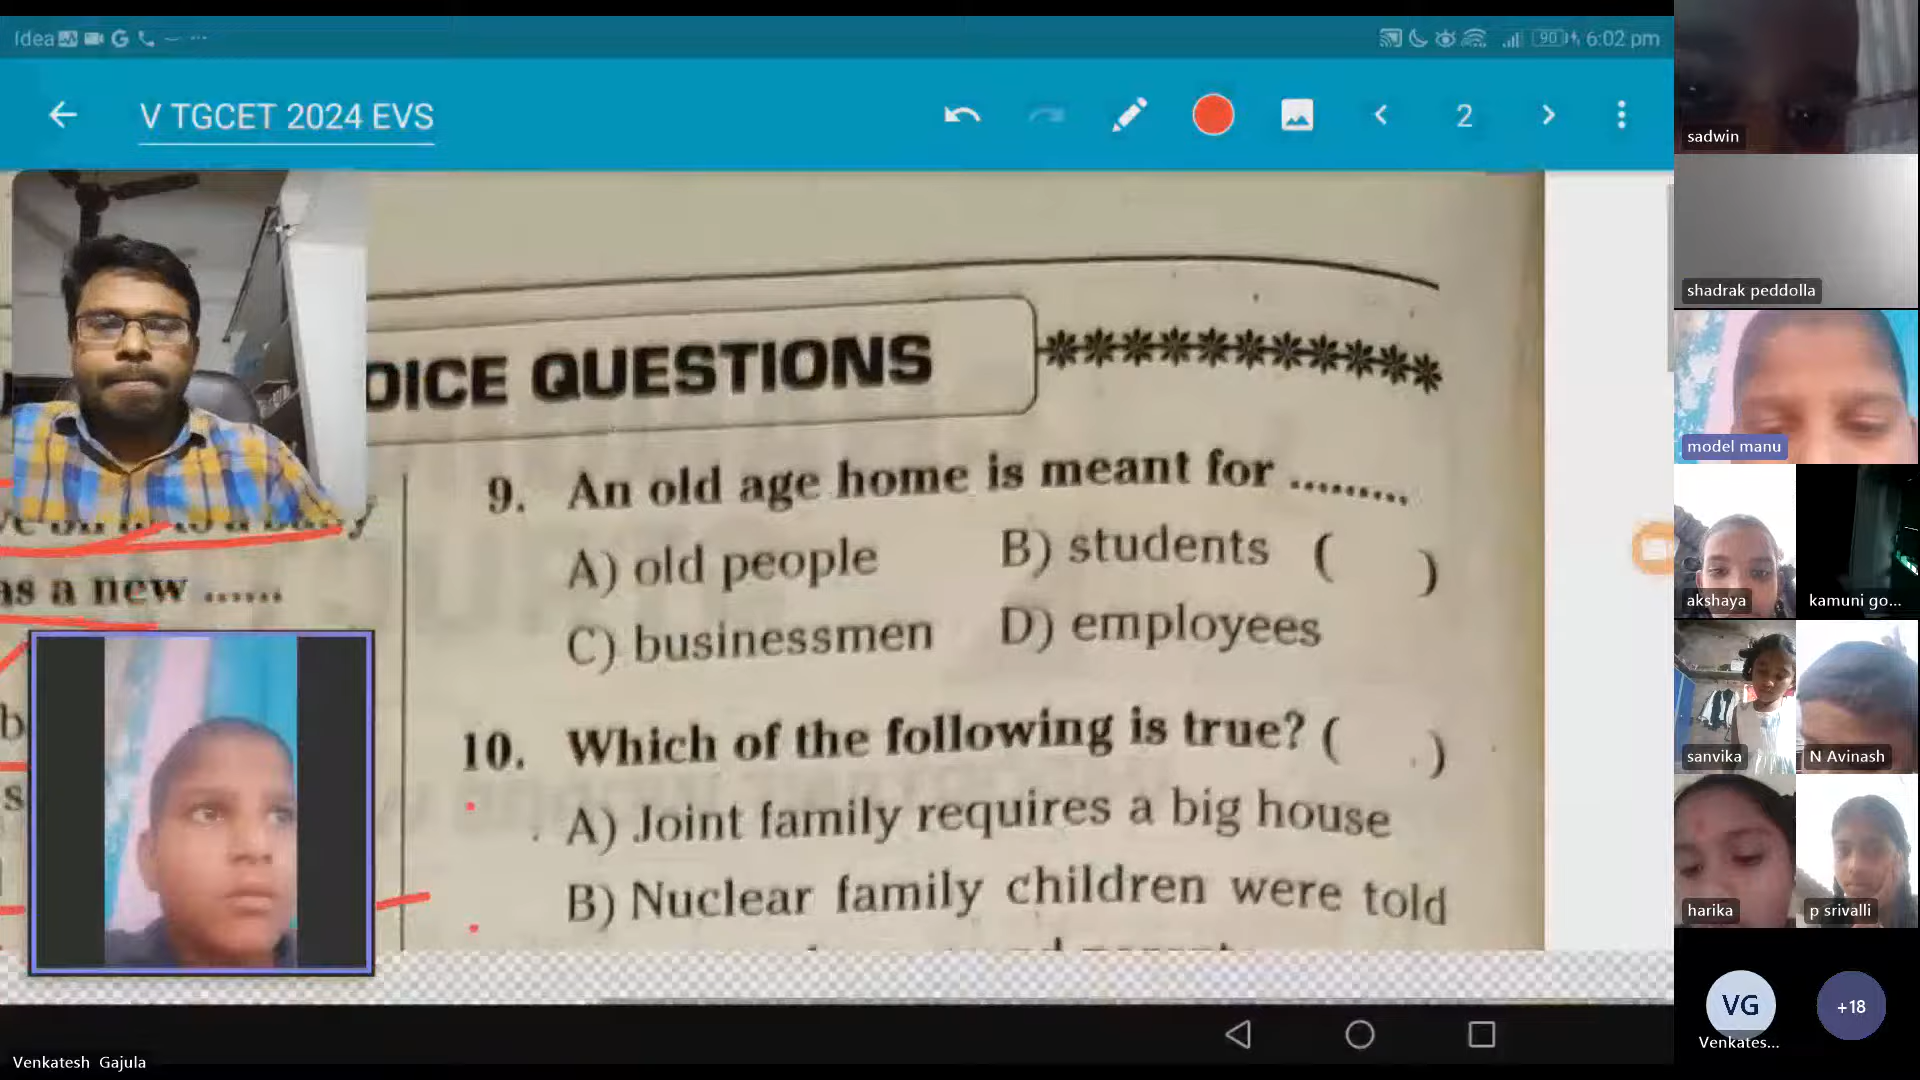 Idea
90 6:02 pm
V TGCET 2024 EVS
2
OICE QUESTIONS
as a new ......
b
s
9. An old age home is meant for .........
A) old people B) students ( )
C) businessmen D) employees
10. Which of the following is true? ( )
A) Joint family requires a big house
B) Nuclear family children were told
sadwin
shadrak peddolla
model manu
akshaya
kamuni go...
sanvika
N Avinash
harika
p srivalli
VG
+18
Venkates...
Venkatesh Gajula